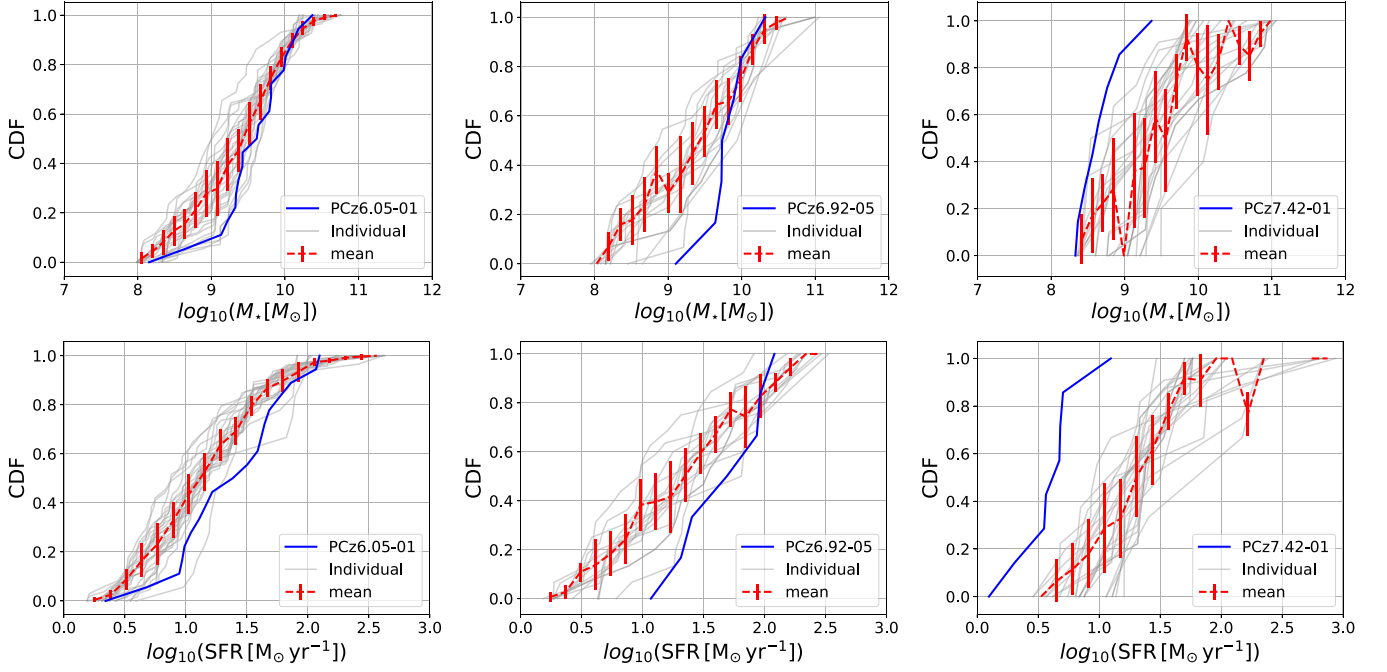 CDF
1.0
0.8
0.6
0.4
0.2
0.0
PCz6.05-01
Individual
mean
7 8 9 10 11 12
log10(M⋆[M⊙])
CDF
1.0
0.8
0.6
0.4
0.2
0.0
PCz6.92-05
Individual
mean
7 8 9 10 11 12
log10(M⋆[M⊙])
CDF
1.0
0.8
0.6
0.4
0.2
0.0
PCz7.42-01
Individual
mean
7 8 9 10 11 12
log10(M⋆[M⊙])
CDF
1.0
0.8
0.6
0.4
0.2
0.0
PCz6.05-01
Individual
mean
0.0 0.5 1.0 1.5 2.0 2.5 3.0
log10(SFR [M⊙ yr−1])
CDF
1.0
0.8
0.6
0.4
0.2
0.0
PCz6.92-05
Individual
mean
0.0 0.5 1.0 1.5 2.0 2.5 3.0
log10(SFR [M⊙ yr−1])
CDF
1.0
0.8
0.6
0.4
0.2
0.0
PCz7.42-01
Individual
mean
0.0 0.5 1.0 1.5 2.0 2.5 3.0
log10(SFR [M⊙ yr−1])